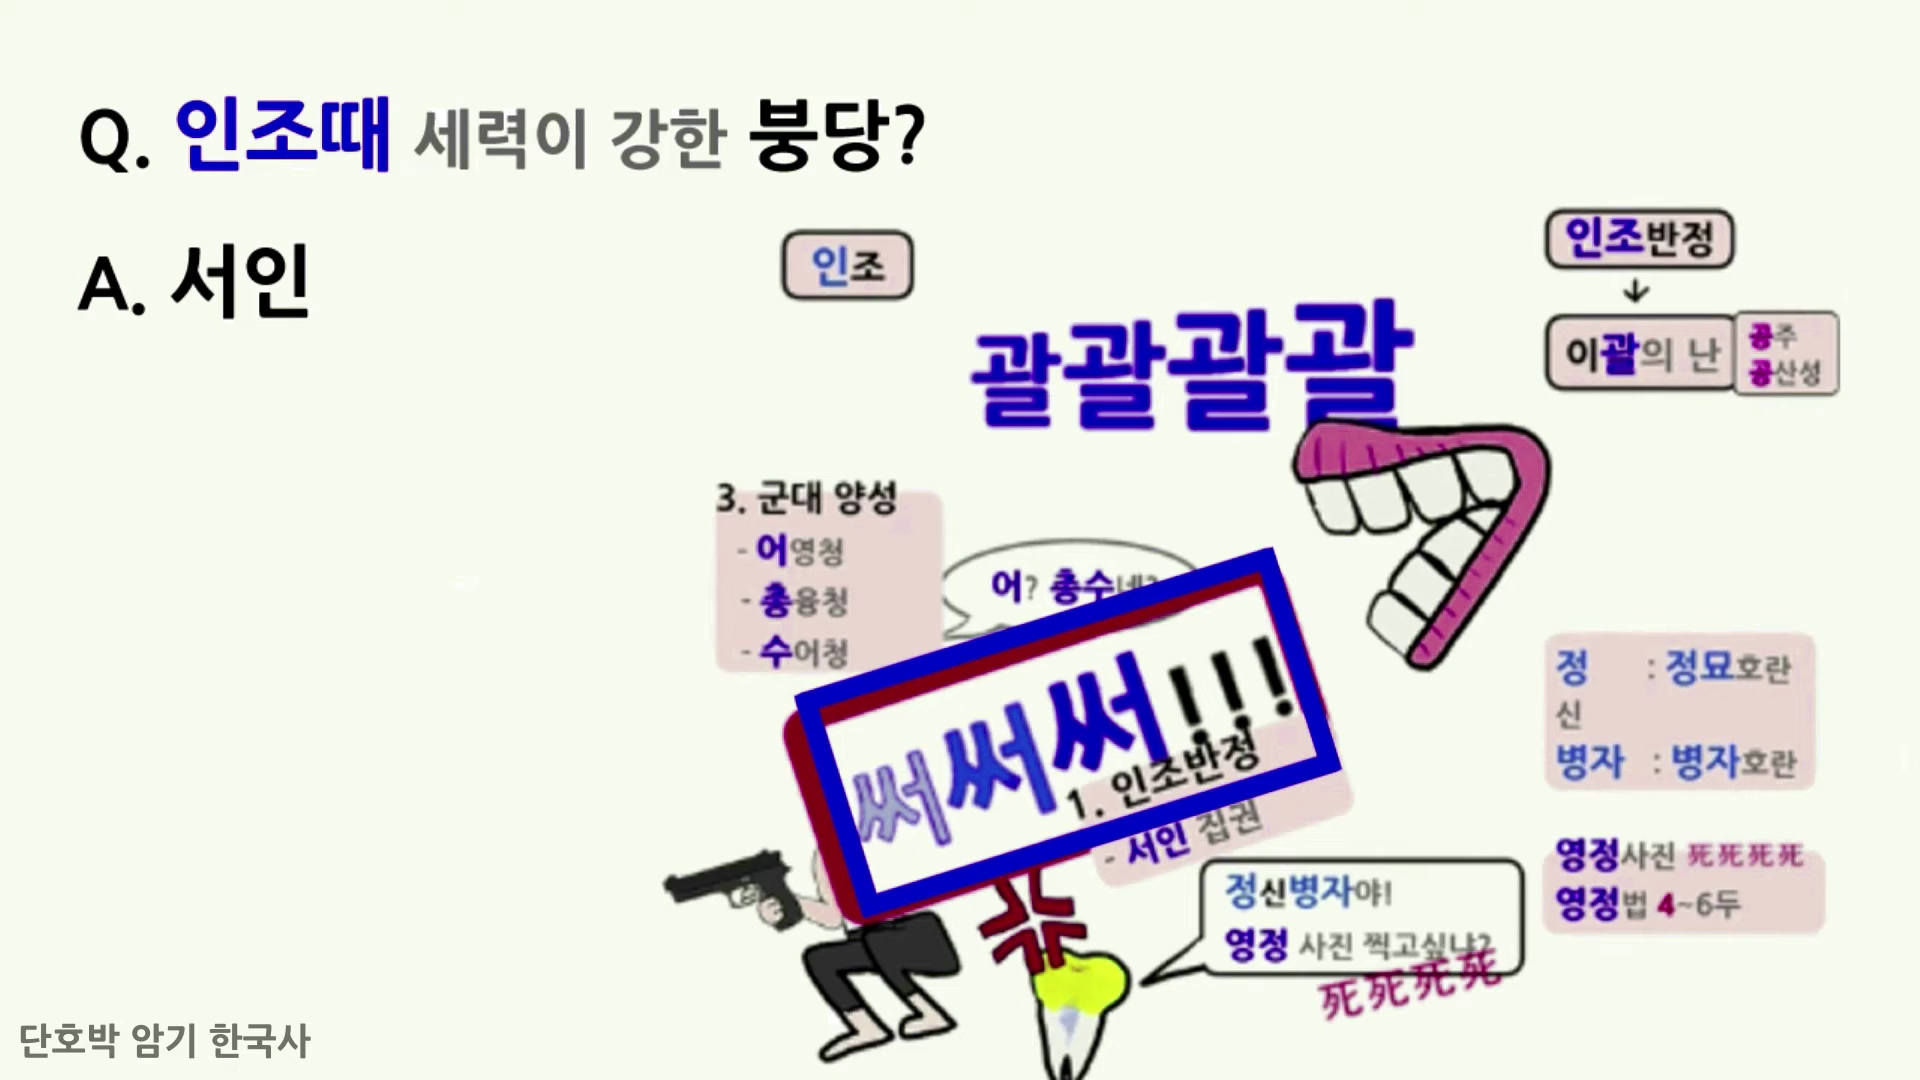 Q. 인조때 세력이 강한 붕당?
A. 서인
인조
인조반정
↓
이괄의 난
공주
공산성
괄괄괄괄
3. 군대 양성
- 어영청
- 총융청
- 수어청
어? 총수네?
써써써!!!
1. 인조반정
- 서인 집권
정 : 정묘호란
신
병자 : 병자호란
영정사진 死死死死
영정법 4~6두
정신병자야!
영정 사진 찍고싶냐?
死死死死
단호박 암기 한국사